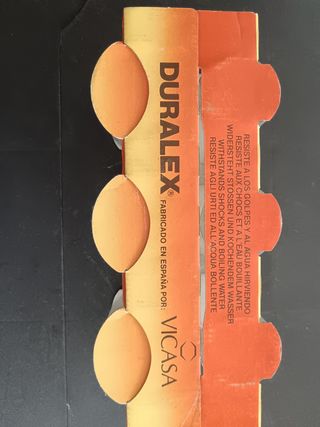 DURALEX®
FABRICADO EN ESPAÑA POR: VICASA
RESISTE A LOS GOLPES Y AL AGUA HIRVIENDO
RESISTE AUX CHOCS ET A L'EAU BOUILLANTE
WIDERSTEHT STOSSEN UND KOCHENDEM WASSER
WITHSTANDS SHOCKS AND BOILING WATER
RESISTE AGLI URTI ED ALL'ACQUA BOLLENTE